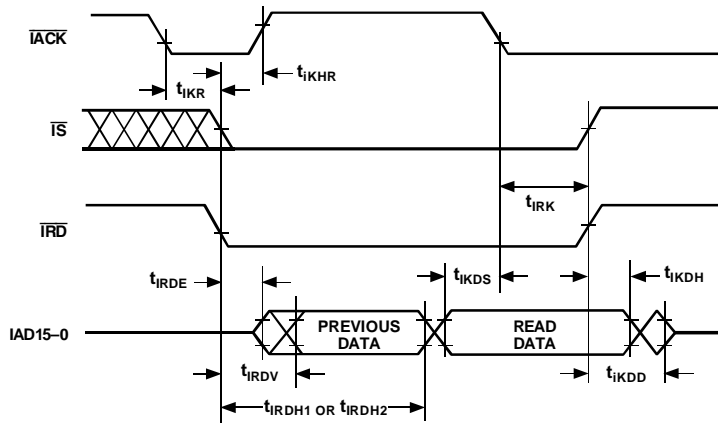 IACK
tIKR
tiKHR
IS
tIRK
IRD
tIRDE
tIKDS
tIKDH
IAD15–0
PREVIOUS
DATA
READ
DATA
tIRDV
tiKDD
tIRDH1 OR tIRDH2